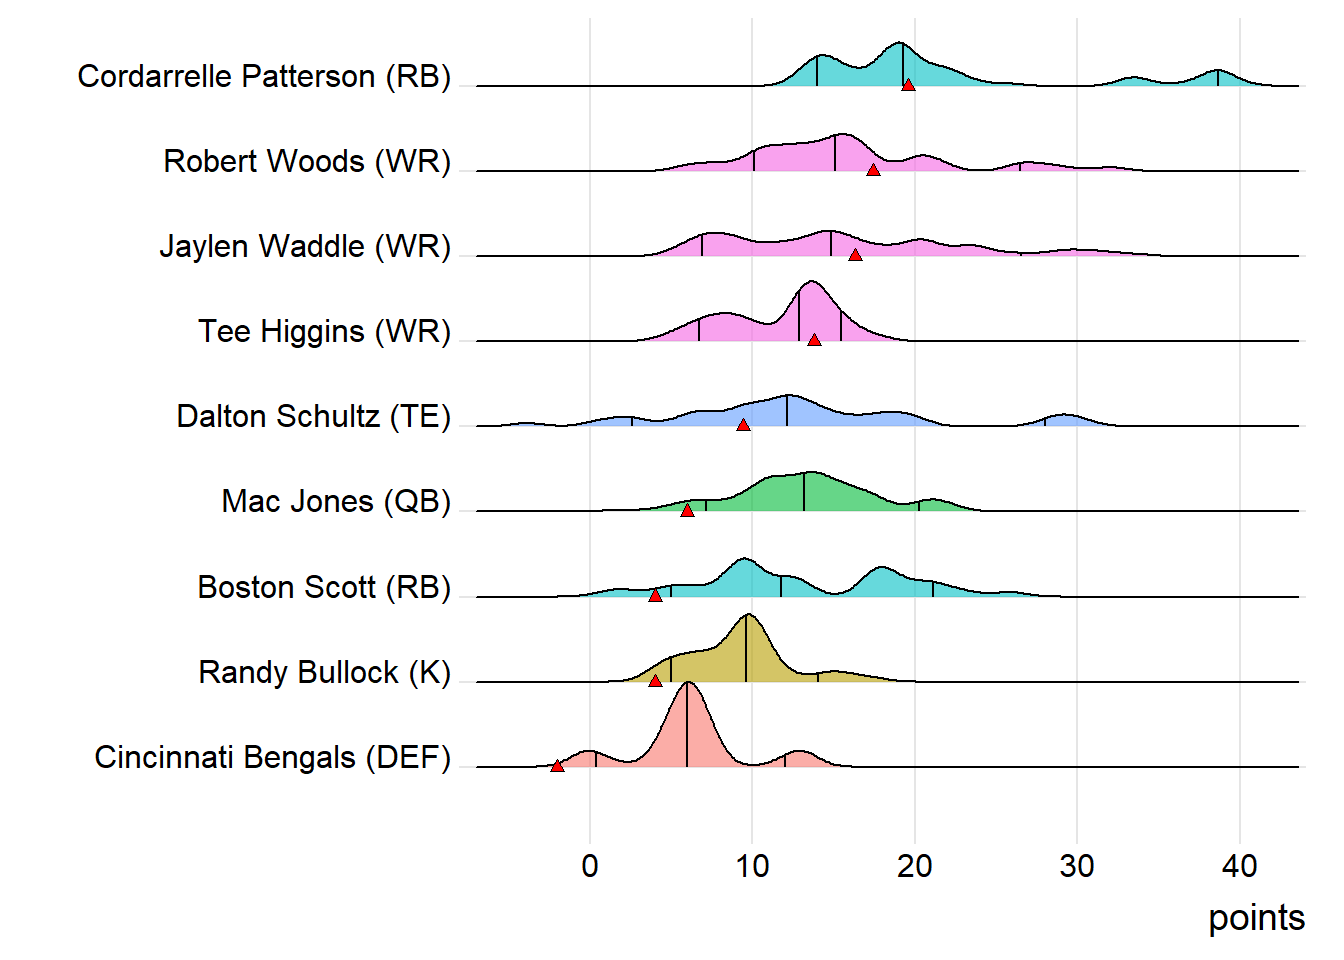 Cordarrelle Patterson (RB)
Robert Woods (WR)
Jaylen Waddle (WR)
Tee Higgins (WR)
Dalton Schultz (TE)
Mac Jones (QB)
Boston Scott (RB)
Randy Bullock (K)
Cincinnati Bengals (DEF)
0 10 20 30 40
points